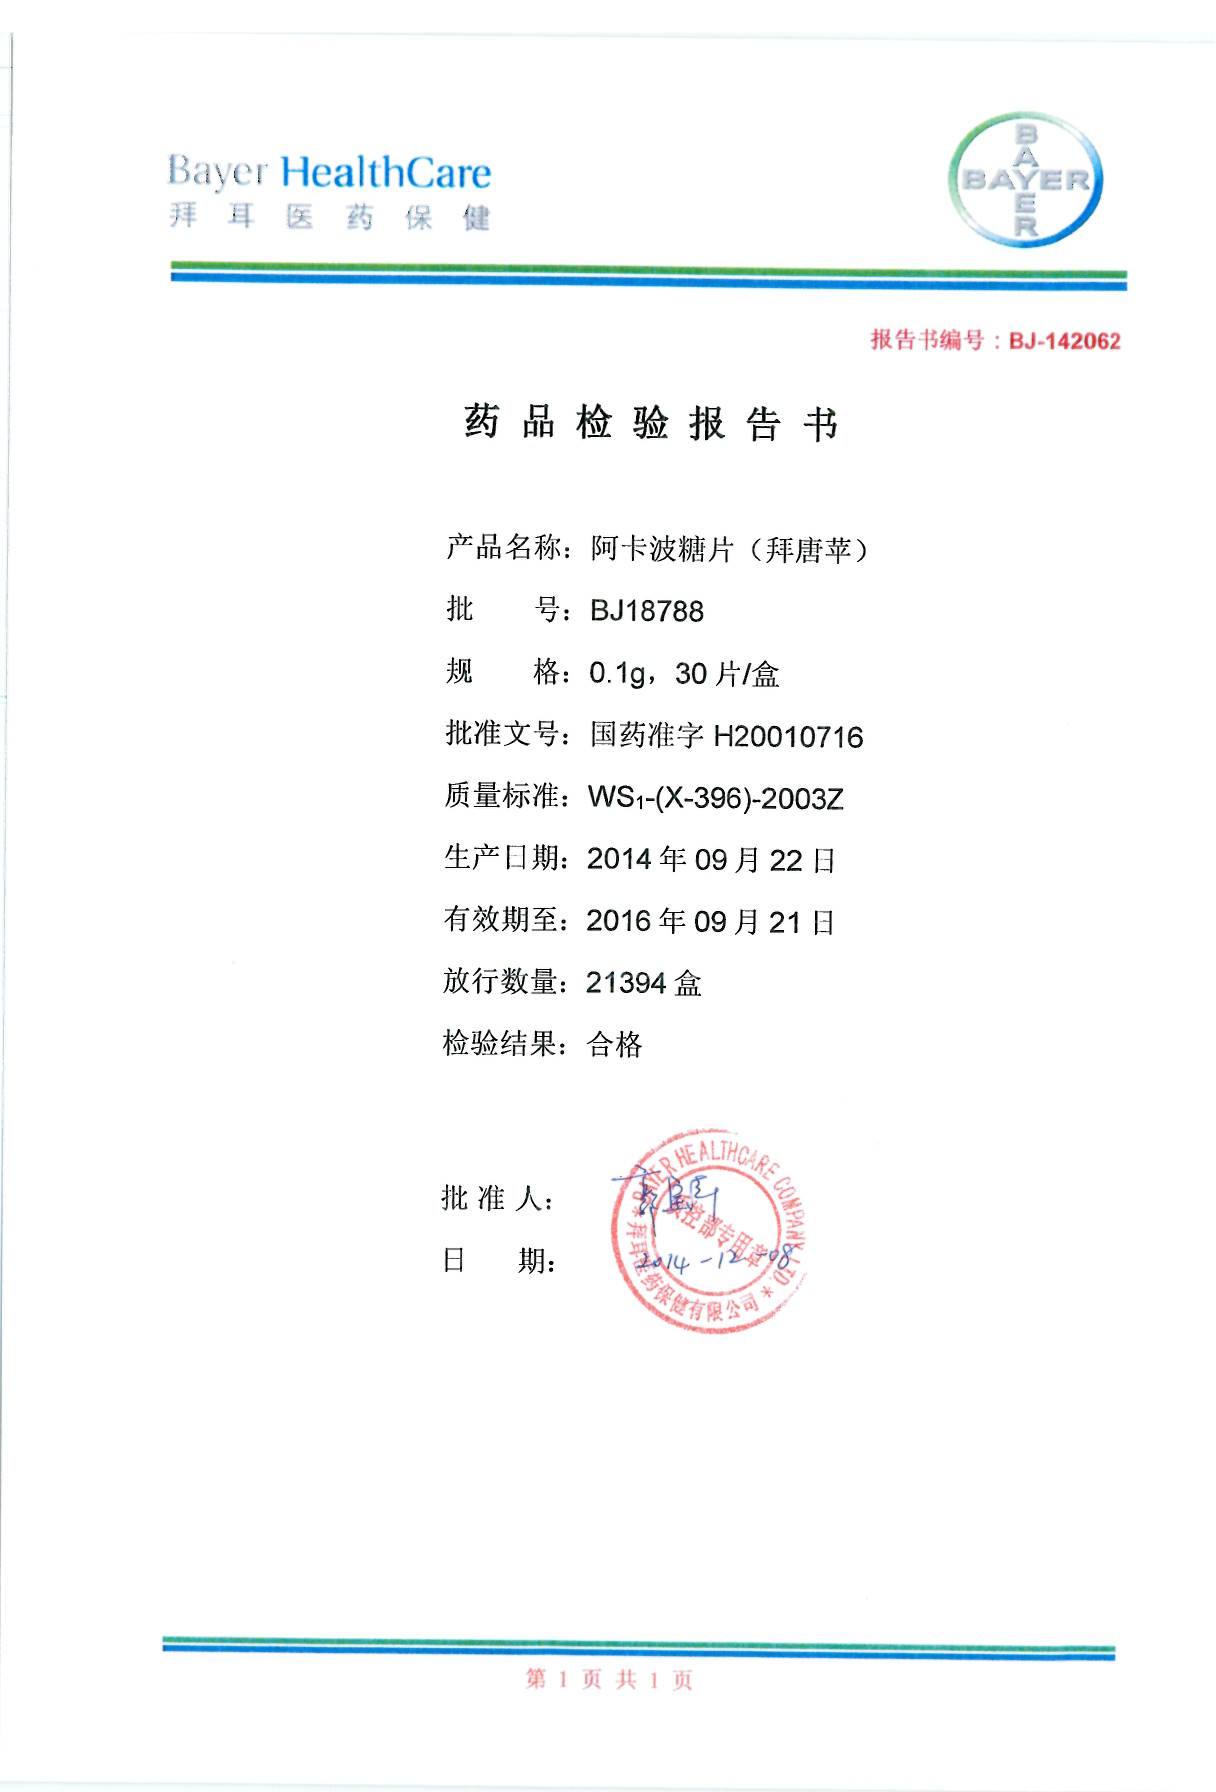 Bayer HealthCare
拜耳医药保健
BAYER
BAYER
报告书编号：BJ-142062
药品检验报告书
产品名称：阿卡波糖片（拜唐苹）
批 号：BJ18788
规 格：0.1g，30 片/盒
批准文号：国药准字 H20010716
质量标准：WS₁-(X-396)-2003Z
生产日期：2014 年 09 月 22 日
有效期至：2016 年 09 月 21 日
放行数量：21394 盒
检验结果：合格
批 准 人：
日 期：2014-12-08
BAYER HEALTHCARE COMPANY LTD.
拜耳医药保健有限公司
质控部专用章
第 1 页 共 1 页